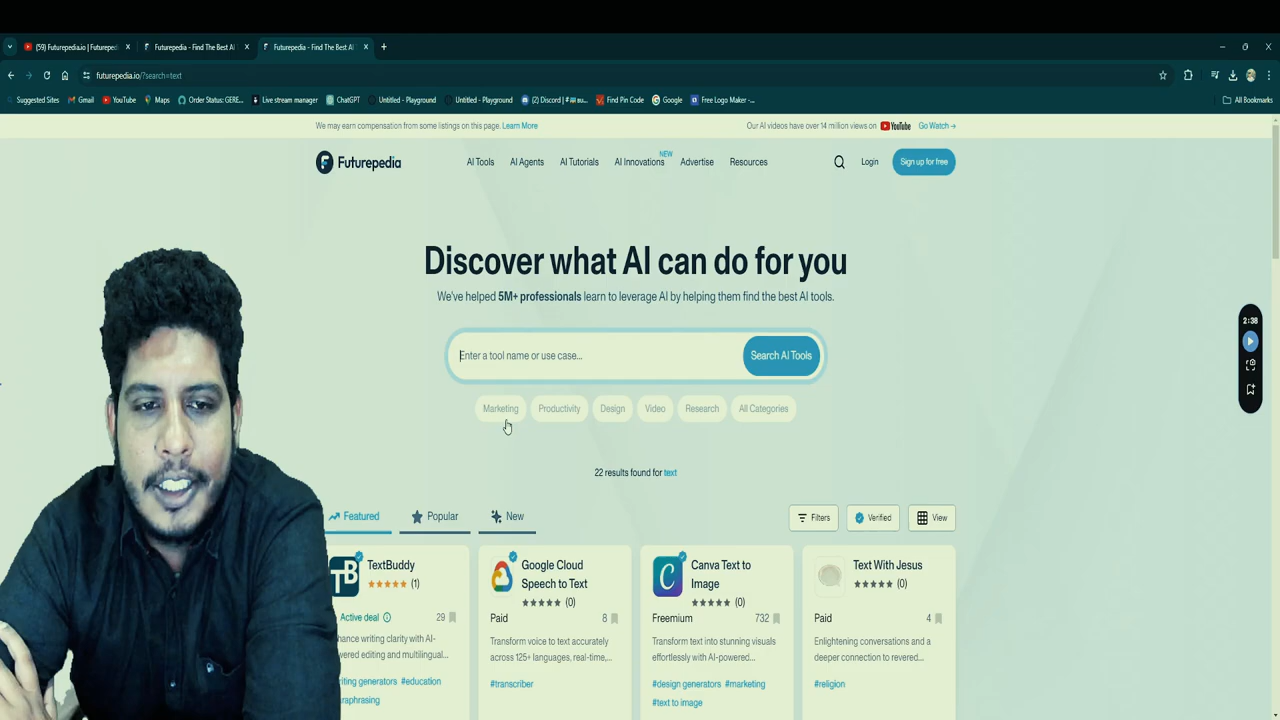 (59) Futurepedia.io | Futurepedi
Futurepedia - Find The Best AI
Futurepedia - Find The Best AI
futurepedia.io/?search=text
Suggested Sites
Gmail
YouTube
Maps
Order Status: GERE...
Live stream manager
ChatGPT
Untitled - Playground
Untitled - Playground
Find Pin Code
Google
Free Logo Maker -...
All Bookmarks
We may earn compensation from some listings on this page. Learn More
Our AI videos have over 14 million views on YouTube Go Watch →
Futurepedia
AI Tools
AI Agents
AI Tutorials
AI Innovations
NEW
Advertise
Resources
Login
Sign up for free
Discover what AI can do for you
We've helped 5M+ professionals learn to leverage AI by helping them find the best AI tools.
Enter a tool name or use case...
Search AI Tools
Marketing
Productivity
Design
Video
Research
All Categories
2:38
22 results found for text
Featured
Popular
New
Filters
Verified
View
TB
TextBuddy
(1)
Active deal
29
hance writing clarity with AI-
wered editing and multilingual...
riting generators #education
araphrasing
Google Cloud
Speech to Text
(0)
Paid
8
Transform voice to text accurately
across 125+ languages, real-time,...
#transcriber
C
Canva Text to
Image
(0)
Freemium
732
Transform text into stunning visuals
effortlessly with AI-powered...
#design generators #marketing
#text to image
Text With Jesus
(0)
Paid
4
Enlightening conversations and a
deeper connection to revered...
#religion